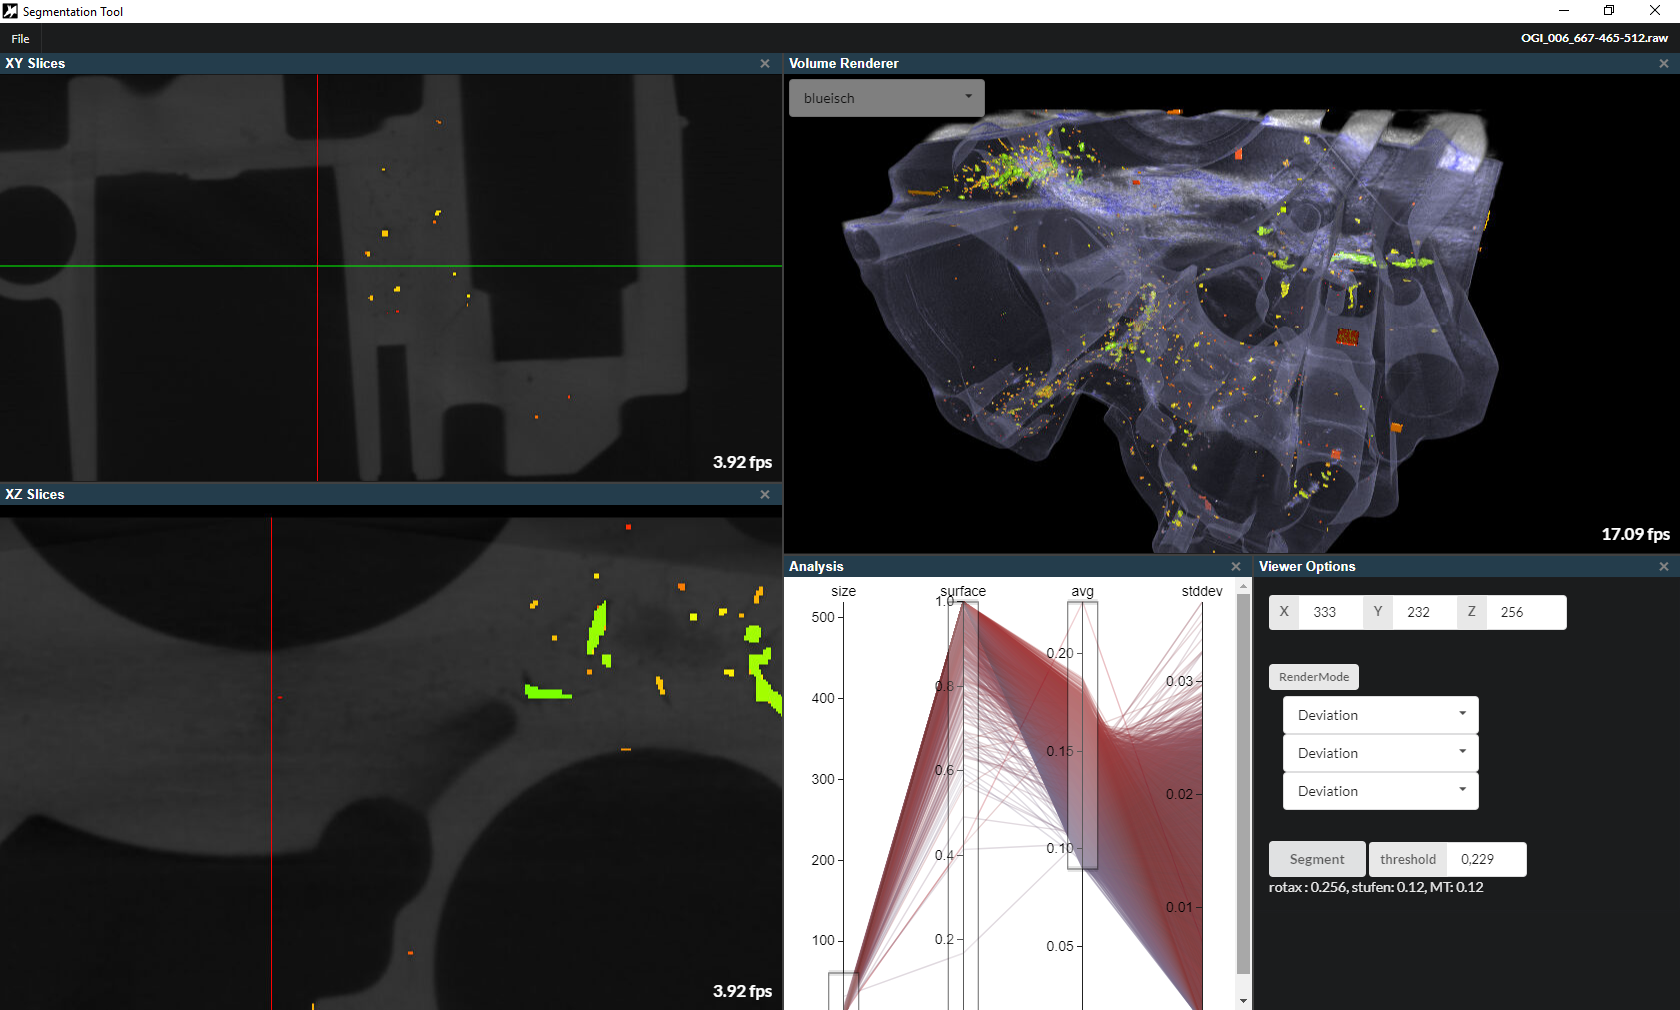 Segmentation Tool
File
OGI_006_667-465-512.raw
XY Slices
3.92 fps
XZ Slices
3.92 fps
Volume Renderer
blueisch
17.09 fps
Analysis
size surface avg stddev
500
400
300
200
100
1.0
0.8
0.6
0.4
0.2
0.20
0.15
0.10
0.05
0.03
0.02
0.01
Viewer Options
X 333 Y 232 Z 256
RenderMode
Deviation
Deviation
Deviation
Segment threshold 0,229
rotax : 0.256, stufen: 0.12, MT: 0.12